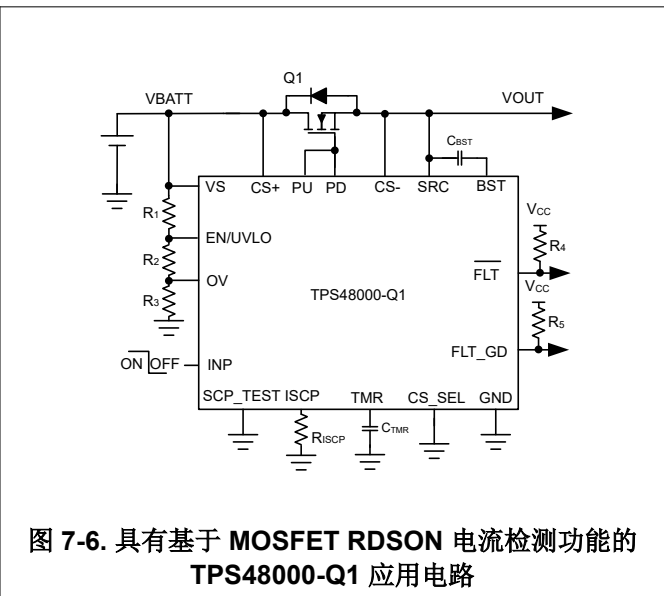 Q1
VBATT
VOUT
CBST
VS
CS+
PU
PD
CS-
SRC
BST
VCC
R1
EN/UVLO
R4
R2
FLT
OV
TPS48000-Q1
VCC
R3
R5
FLT_GD
ON OFF
INP
SCP_TEST
ISCP
TMR
CS_SEL
GND
RISCP
CTMR
图 7-6. 具有基于 MOSFET RDSON 电流检测功能的
TPS48000-Q1 应用电路